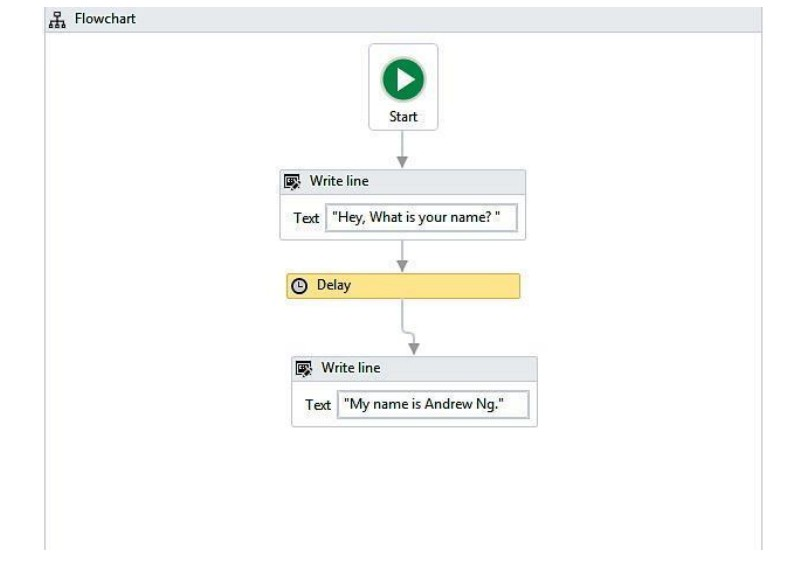 Flowchart
Start
Write line
Text "Hey, What is your name? "
Delay
Write line
Text "My name is Andrew Ng."